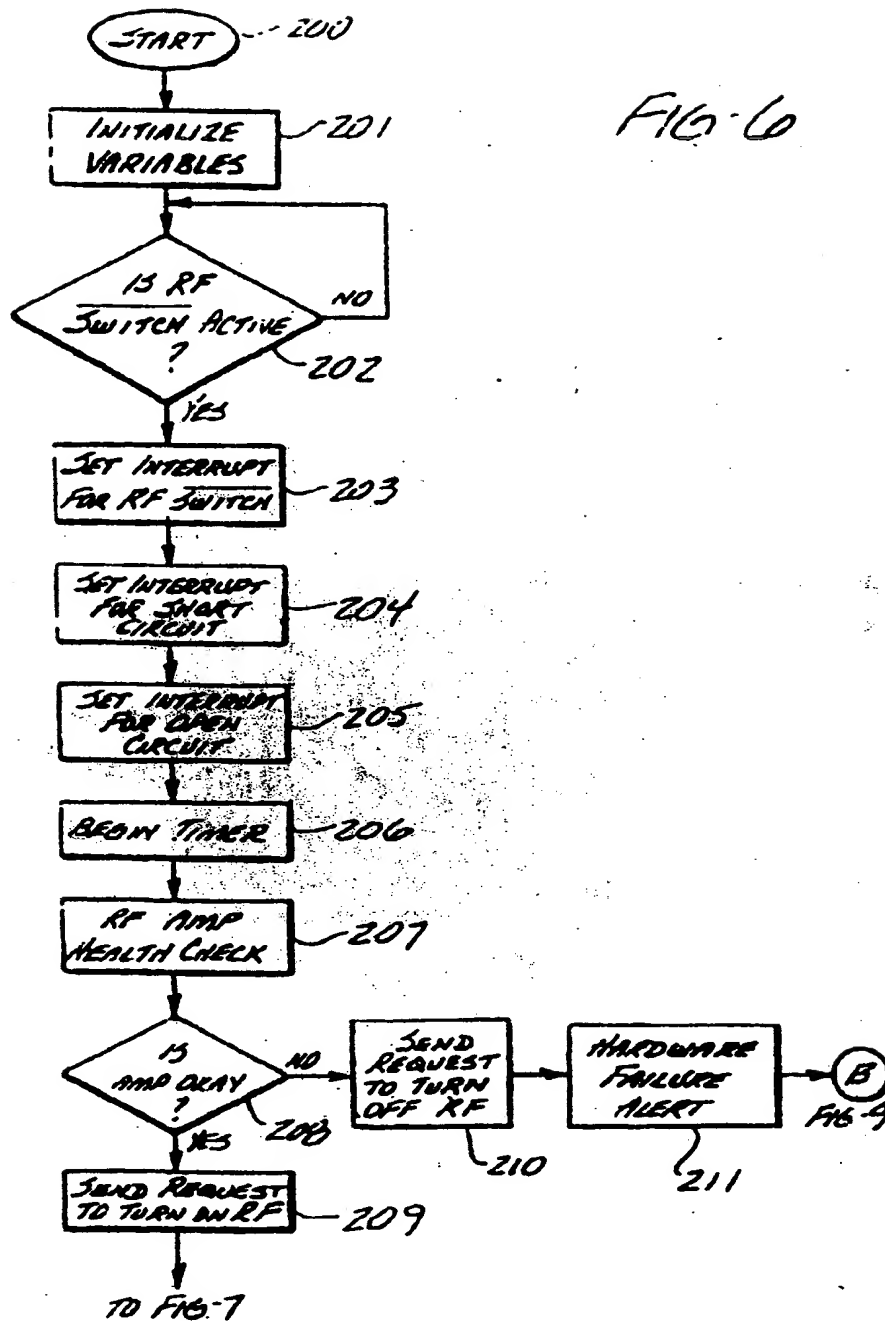 START
200
FIG-6
INITIALIZE
VARIABLES
201
IS RF
SWITCH ACTIVE
?
NO
202
YES
SET INTERRUPT
FOR RF SWITCH
203
SET INTERRUPT
FOR SHORT
CIRCUIT
204
SET INTERRUPT
FOR OPEN
CIRCUIT
205
BEGIN TIMER
206
RF AMP
HEALTH CHECK
207
IS
AMP OKAY
?
NO
208
YES
SEND
REQUEST
TO TURN
OFF RF
210
HARDWARE
FAILURE
ALERT
211
B
FIG-9
SEND REQUEST
TO TURN ON RF
209
TO FIG-7